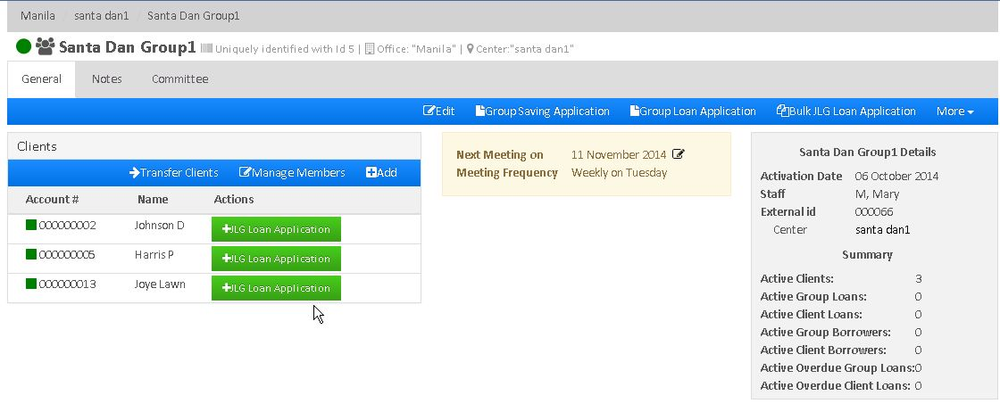 Manila / santa dan1 / Santa Dan Group1
Santa Dan Group1 Uniquely identified with Id 5 | Office: "Manila" | Center:"santa dan1"
General Notes Committee
Edit Group Saving Application Group Loan Application Bulk JLG Loan Application More
Clients
Transfer Clients Manage Members Add
Account # Name Actions
000000002 Johnson D +JLG Loan Application
000000005 Harris P +JLG Loan Application
000000013 Joye Lawn +JLG Loan Application
Next Meeting on 11 November 2014
Meeting Frequency Weekly on Tuesday
Santa Dan Group1 Details
Activation Date 06 October 2014
Staff M, Mary
External id 000066
Center santa dan1
Summary
Active Clients: 3
Active Group Loans: 0
Active Client Loans: 0
Active Group Borrowers: 0
Active Client Borrowers: 0
Active Overdue Group Loans:0
Active Overdue Client Loans: 0